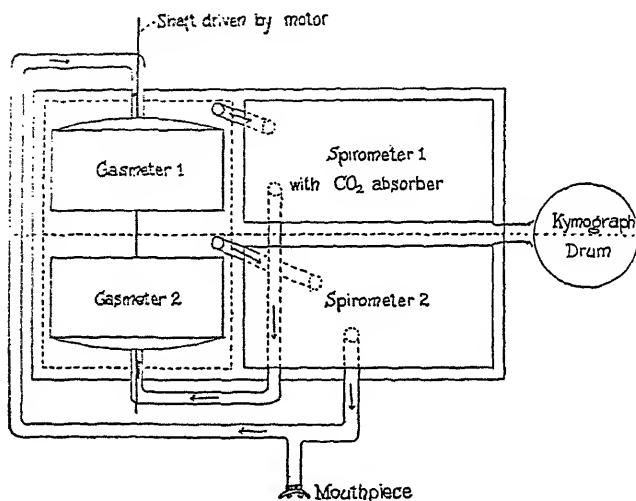 Shaft driven by motor
Gasmeter 1
Spirometer 1
with CO₂ absorber
Kymograph
Drum
Gasmeter 2
Spirometer 2
Mouthpiece